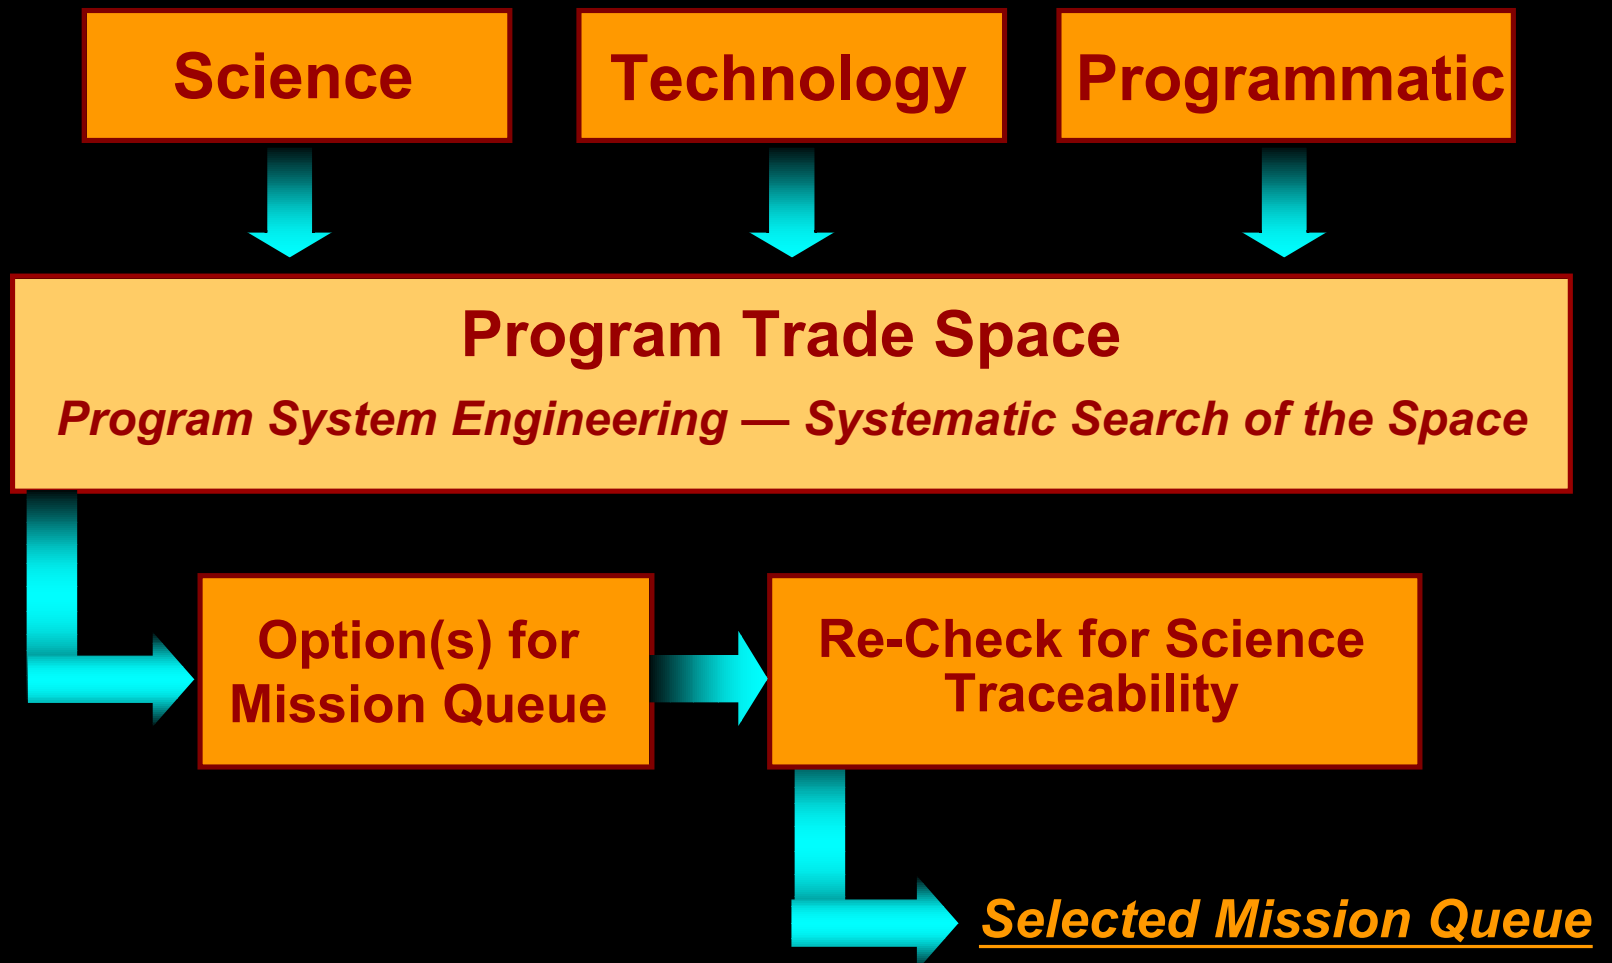 Science
Technology
Programmatic
Program Trade Space
Program System Engineering — Systematic Search of the Space
Option(s) for
Mission Queue
Re-Check for Science
Traceability
Selected Mission Queue